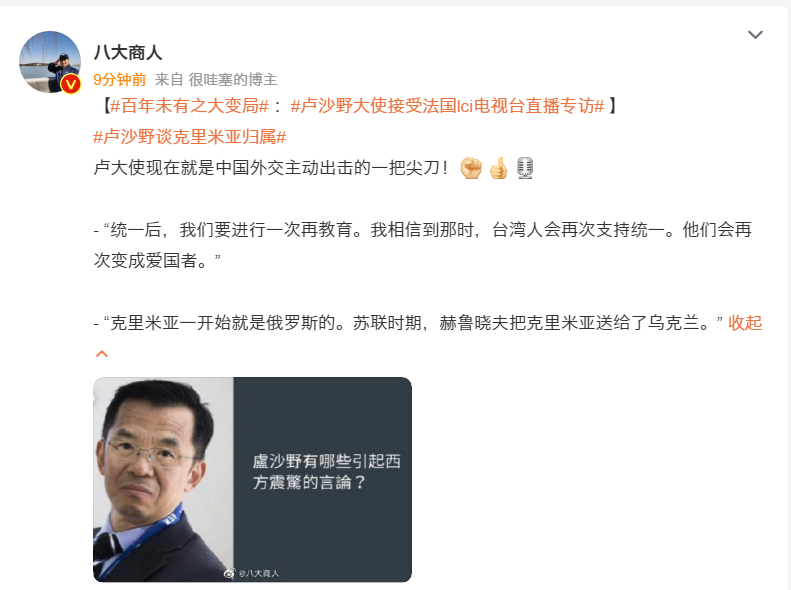 八大商人
9分钟前 来自 很哇塞的博主
【#百年未有之大变局# ：#卢沙野大使接受法国lci电视台直播专访# 】
#卢沙野谈克里米亚归属#
卢大使现在就是中国外交主动出击的一把尖刀！
- “统一后，我们要进行一次再教育。我相信到那时，台湾人会再次支持统一。他们会再
次变成爱国者。”
- “克里米亚一开始就是俄罗斯的。苏联时期，赫鲁晓夫把克里米亚送给了乌克兰。” 收起
盧沙野有哪些引起西
方震驚的言論？
@八大商人